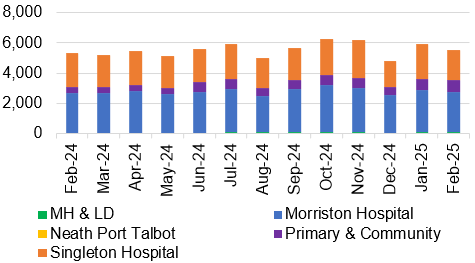 8,000
6,000
4,000
2,000
0
Feb-24 Mar-24 Apr-24 May-24 Jun-24 Jul-24 Aug-24 Sep-24 Oct-24 Nov-24 Dec-24 Jan-25 Feb-25
MH & LD Morriston Hospital
Neath Port Talbot Primary & Community
Singleton Hospital